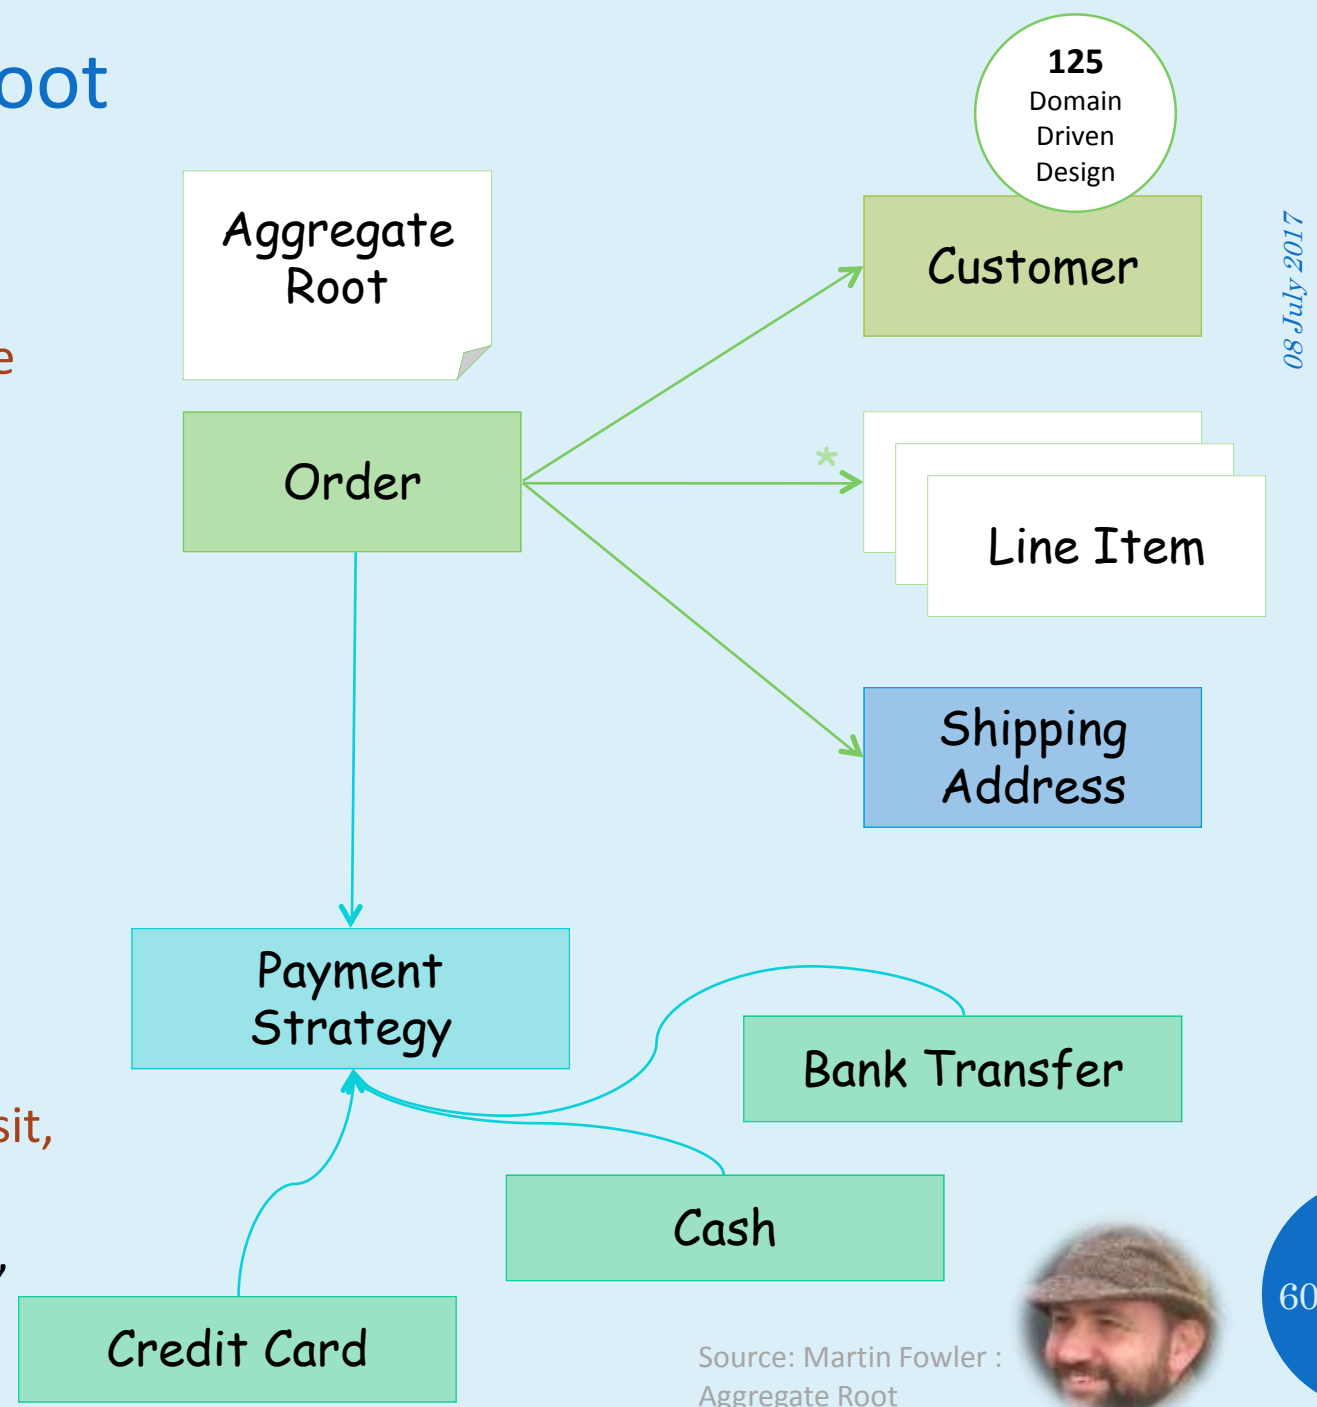 oot
125
Domain
Driven
Design
08 July 2017
Aggregate
Root
Customer
e
Order
*
Line Item
Shipping
Address
Payment
Strategy
Bank Transfer
sit,
Cash
,
Credit Card
60
Source: Martin Fowler :
Aggregate Root